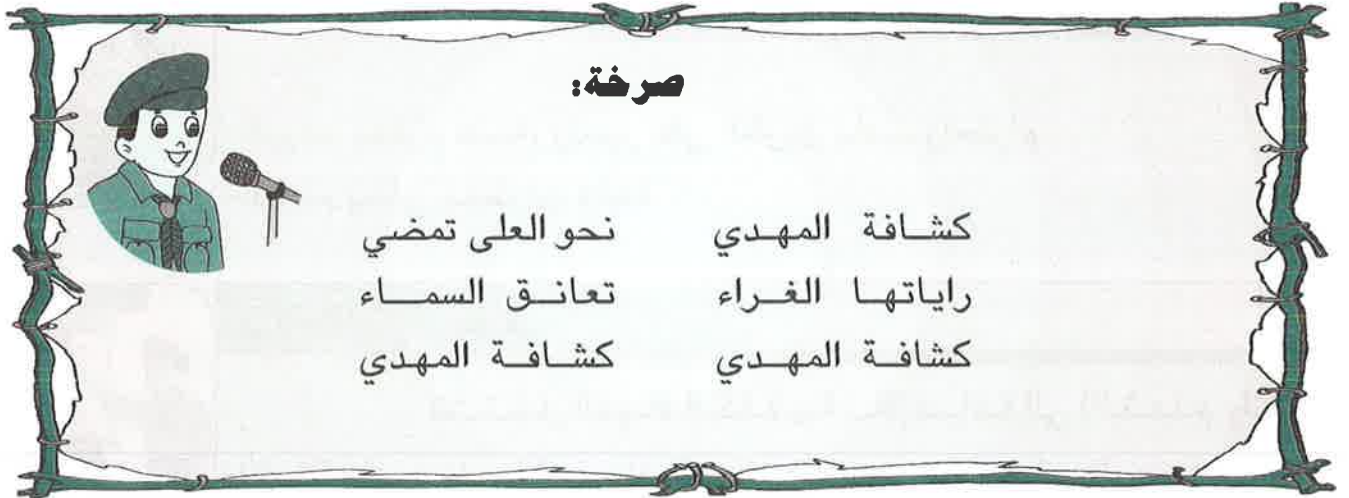 صرخة:
كشافة المهدي نحو العلى تمضي
راياتها الغراء تعانق السماء
كشافة المهدي كشافة المهدي